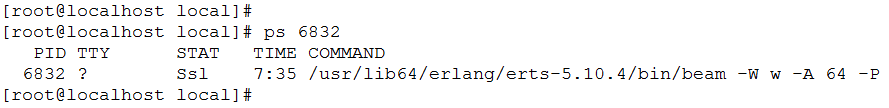 [root@localhost local]#
[root@localhost local]# ps 6832
  PID TTY      STAT   TIME COMMAND
 6832 ?        Ssl    7:35 /usr/lib64/erlang/erts-5.10.4/bin/beam -W w -A 64 -P
[root@localhost local]#